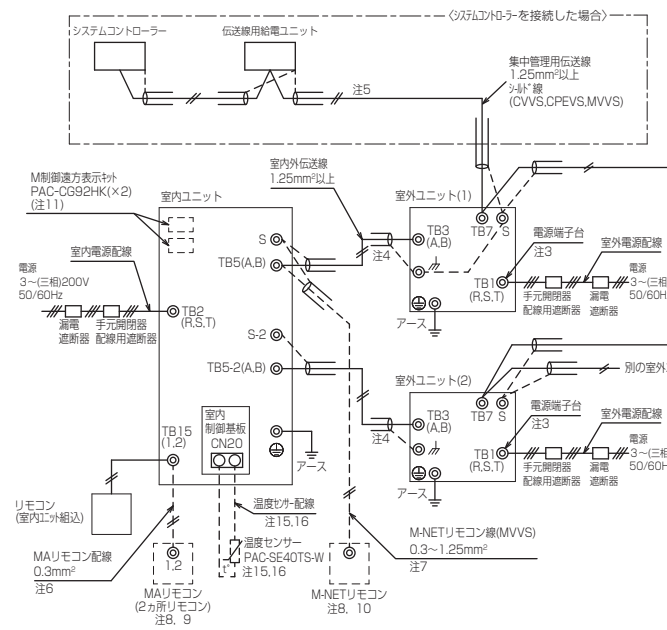 〈システムコントローラーを接続した場合〉
システムコントローラー
伝送線用給電ユニット
注5
集中管理用伝送線
1.25mm²以上
シールド線
(CVVS,CPEVS,MVVS)
M制御遠方表示キット
PAC-CG92HK(×2)
(注11)
室内ユニット
室内外伝送線
1.25mm²以上
室外ユニット(1)
S
TB5(A,B)
注4
TB3
(A,B)
TB7 S
電源端子台
注3
室外電源配線
TB1
(R,S,T)
電源
3〜(三相)200V
50/60Hz
手元開閉器
配線用遮断器
漏電
遮断器
アース
室内電源配線
電源
3〜(三相)200V
50/60Hz
漏電
遮断器
手元開閉器
配線用遮断器
TB2
(R,S,T)
S-2
TB5-2(A,B)
別の室外
室外ユニット(2)
注4
TB3
(A,B)
TB7 S
電源端子台
注3
室外電源配線
TB1
(R,S,T)
電源
3〜(三相)
50/60Hz
手元開閉器
配線用遮断器
漏電
遮断器
アース
TB15
(1,2)
室内
制御基板
CN20
アース
リモコン
(室内ユニット組込)
MAリモコン配線
0.3mm²
注6
1,2
MAリモコン
(2ヵ所リモコン)
注8, 9
温度センサー配線
注15,16
温度センサー
PAC-SE40TS-W
注15,16
t°
M-NETリモコン線(MVVS)
0.3〜1.25mm²
注7
M-NETリモコン
注8, 10